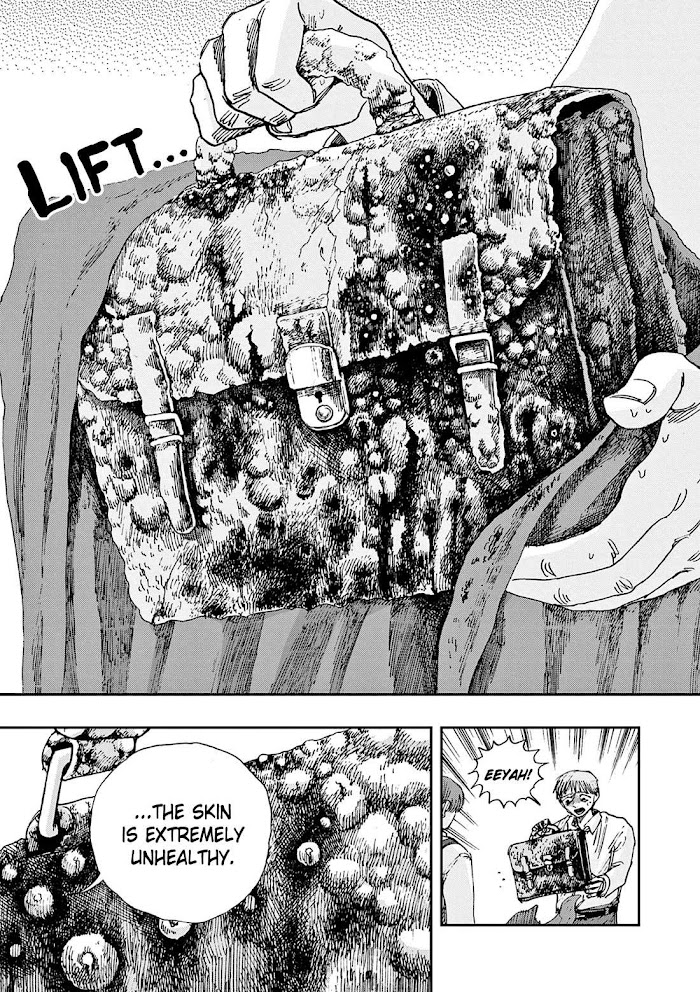 LIFT...
EEYAH!
...THE SKIN
IS EXTREMELY
UNHEALTHY.